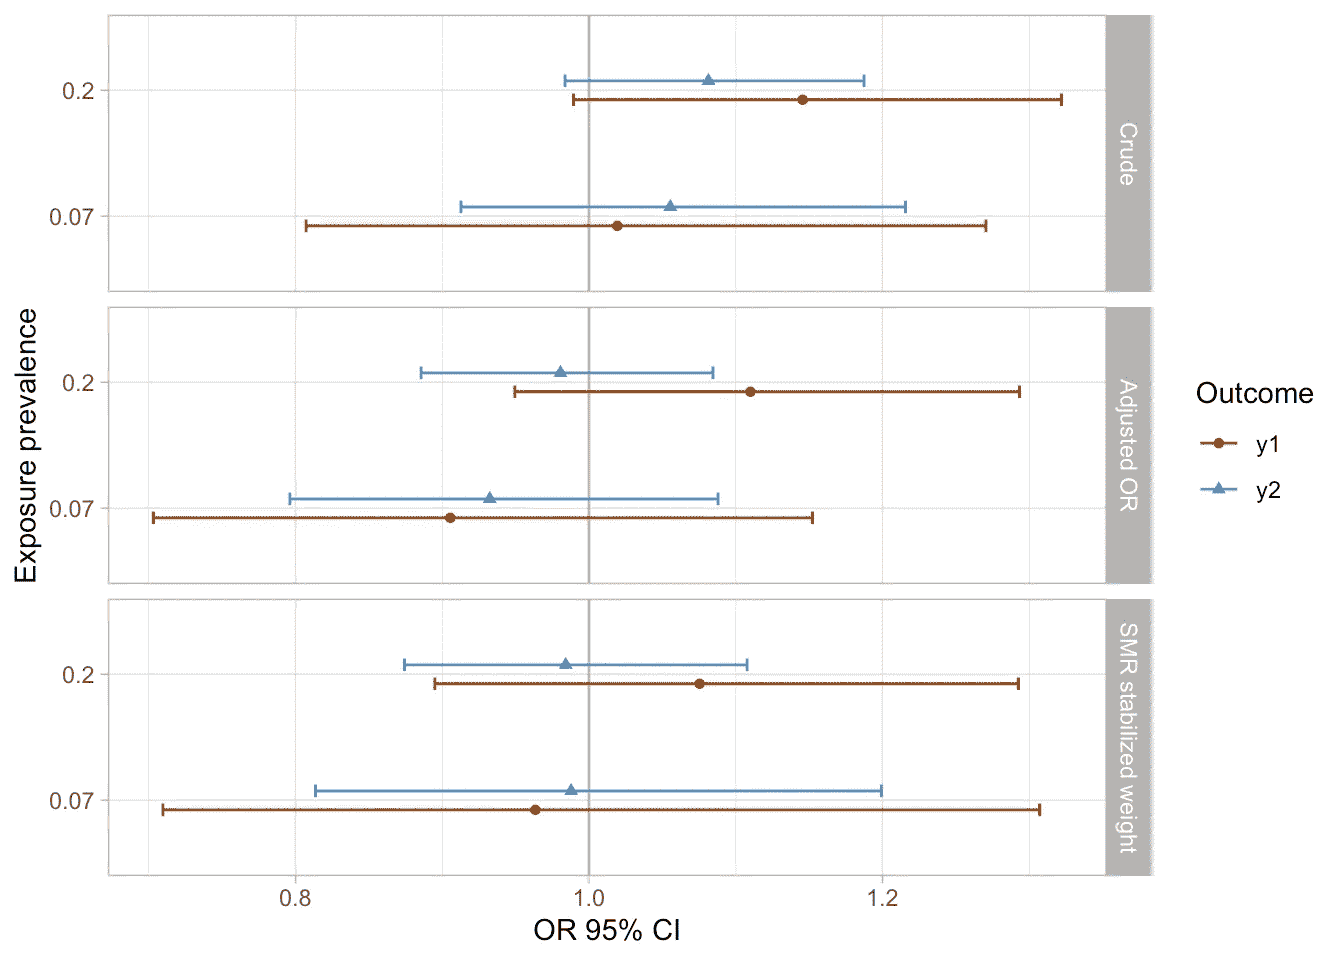 Exposure prevalence
0.2
0.07
Crude
0.2
0.07
Adjusted OR
0.2
0.07
SMR stabilized weight
0.8
1.0
1.2
OR 95% CI
Outcome
y1
y2